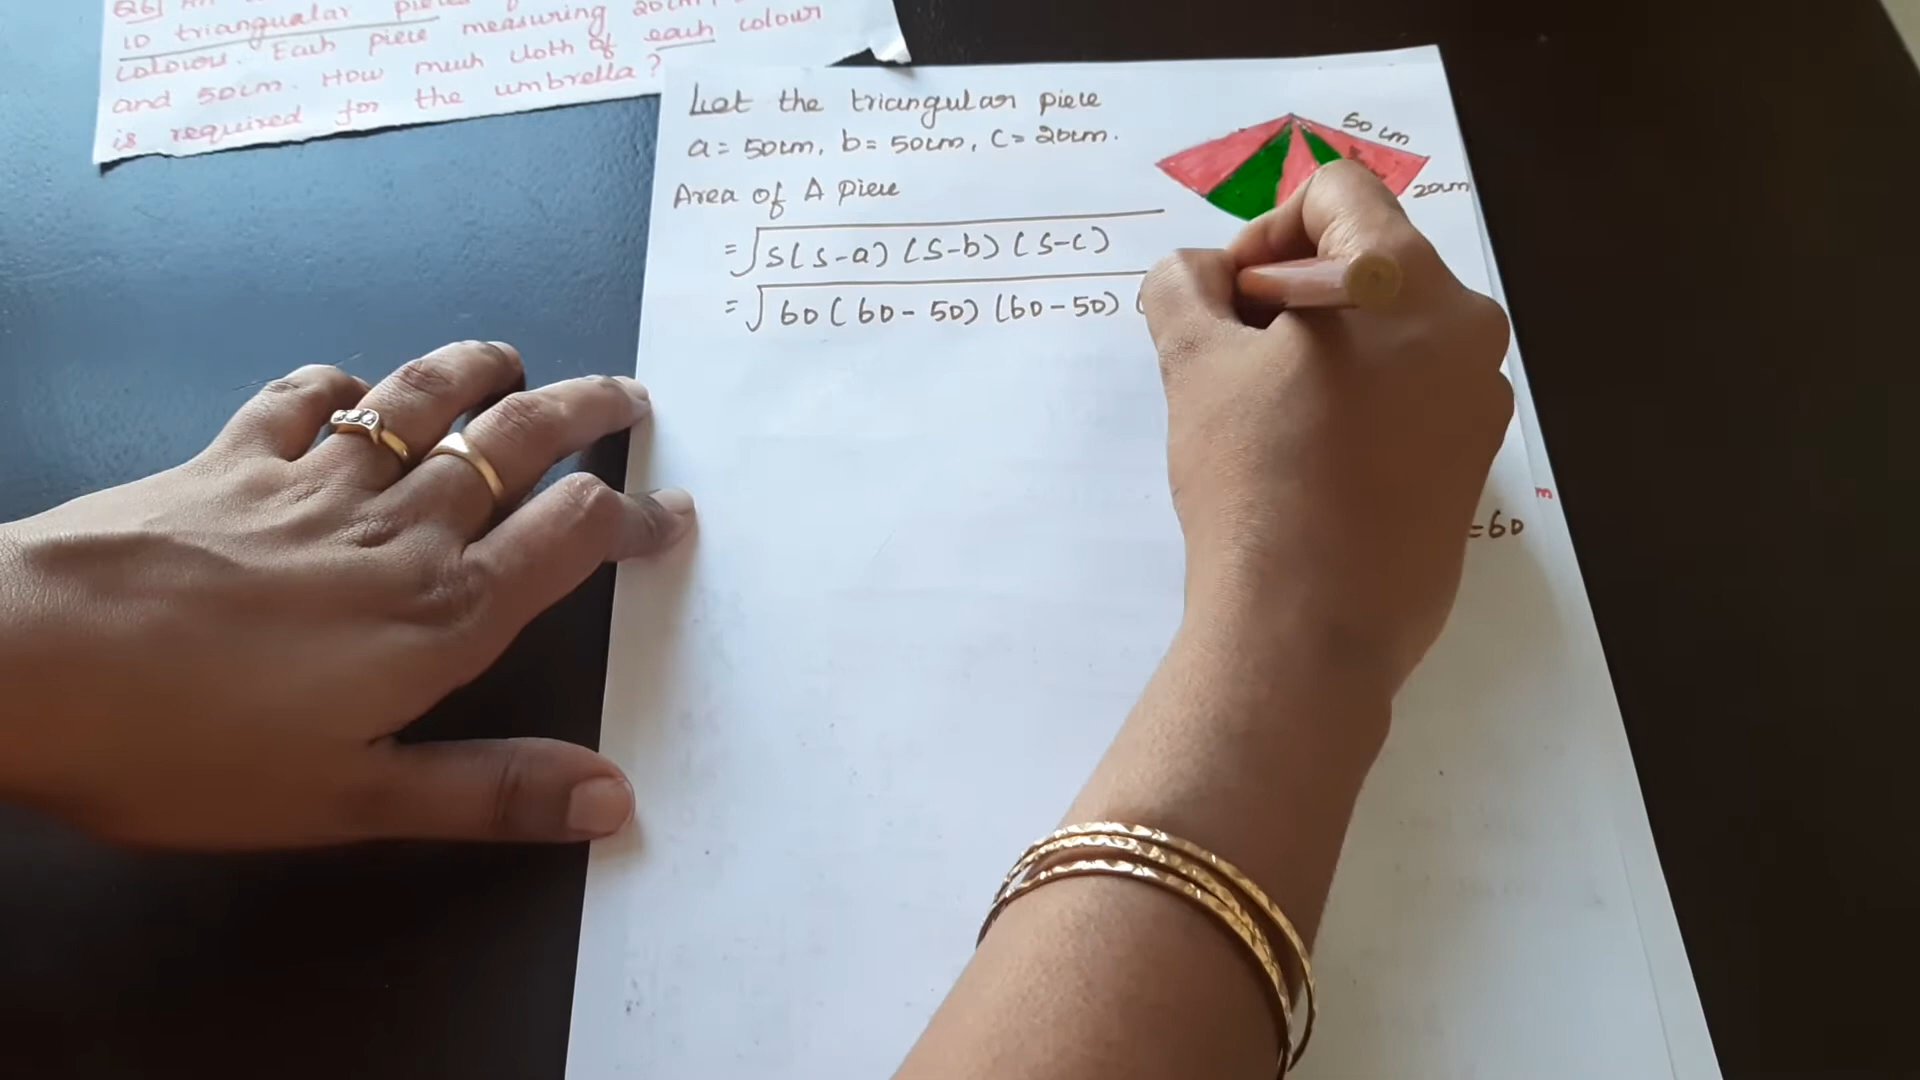 Q6)
10 triangular pieces
colours. Each piece measuring 20cm,
and 50cm. How much cloth of each colour
is required for the umbrella?
Let the triangular piece
a = 50cm, b = 50cm, c = 20cm.
50 cm
20cm
Area of Δ piece
= √s(s-a) (s-b) (s-c)
= √60 (60 - 50) (60 - 50) (
m
=60